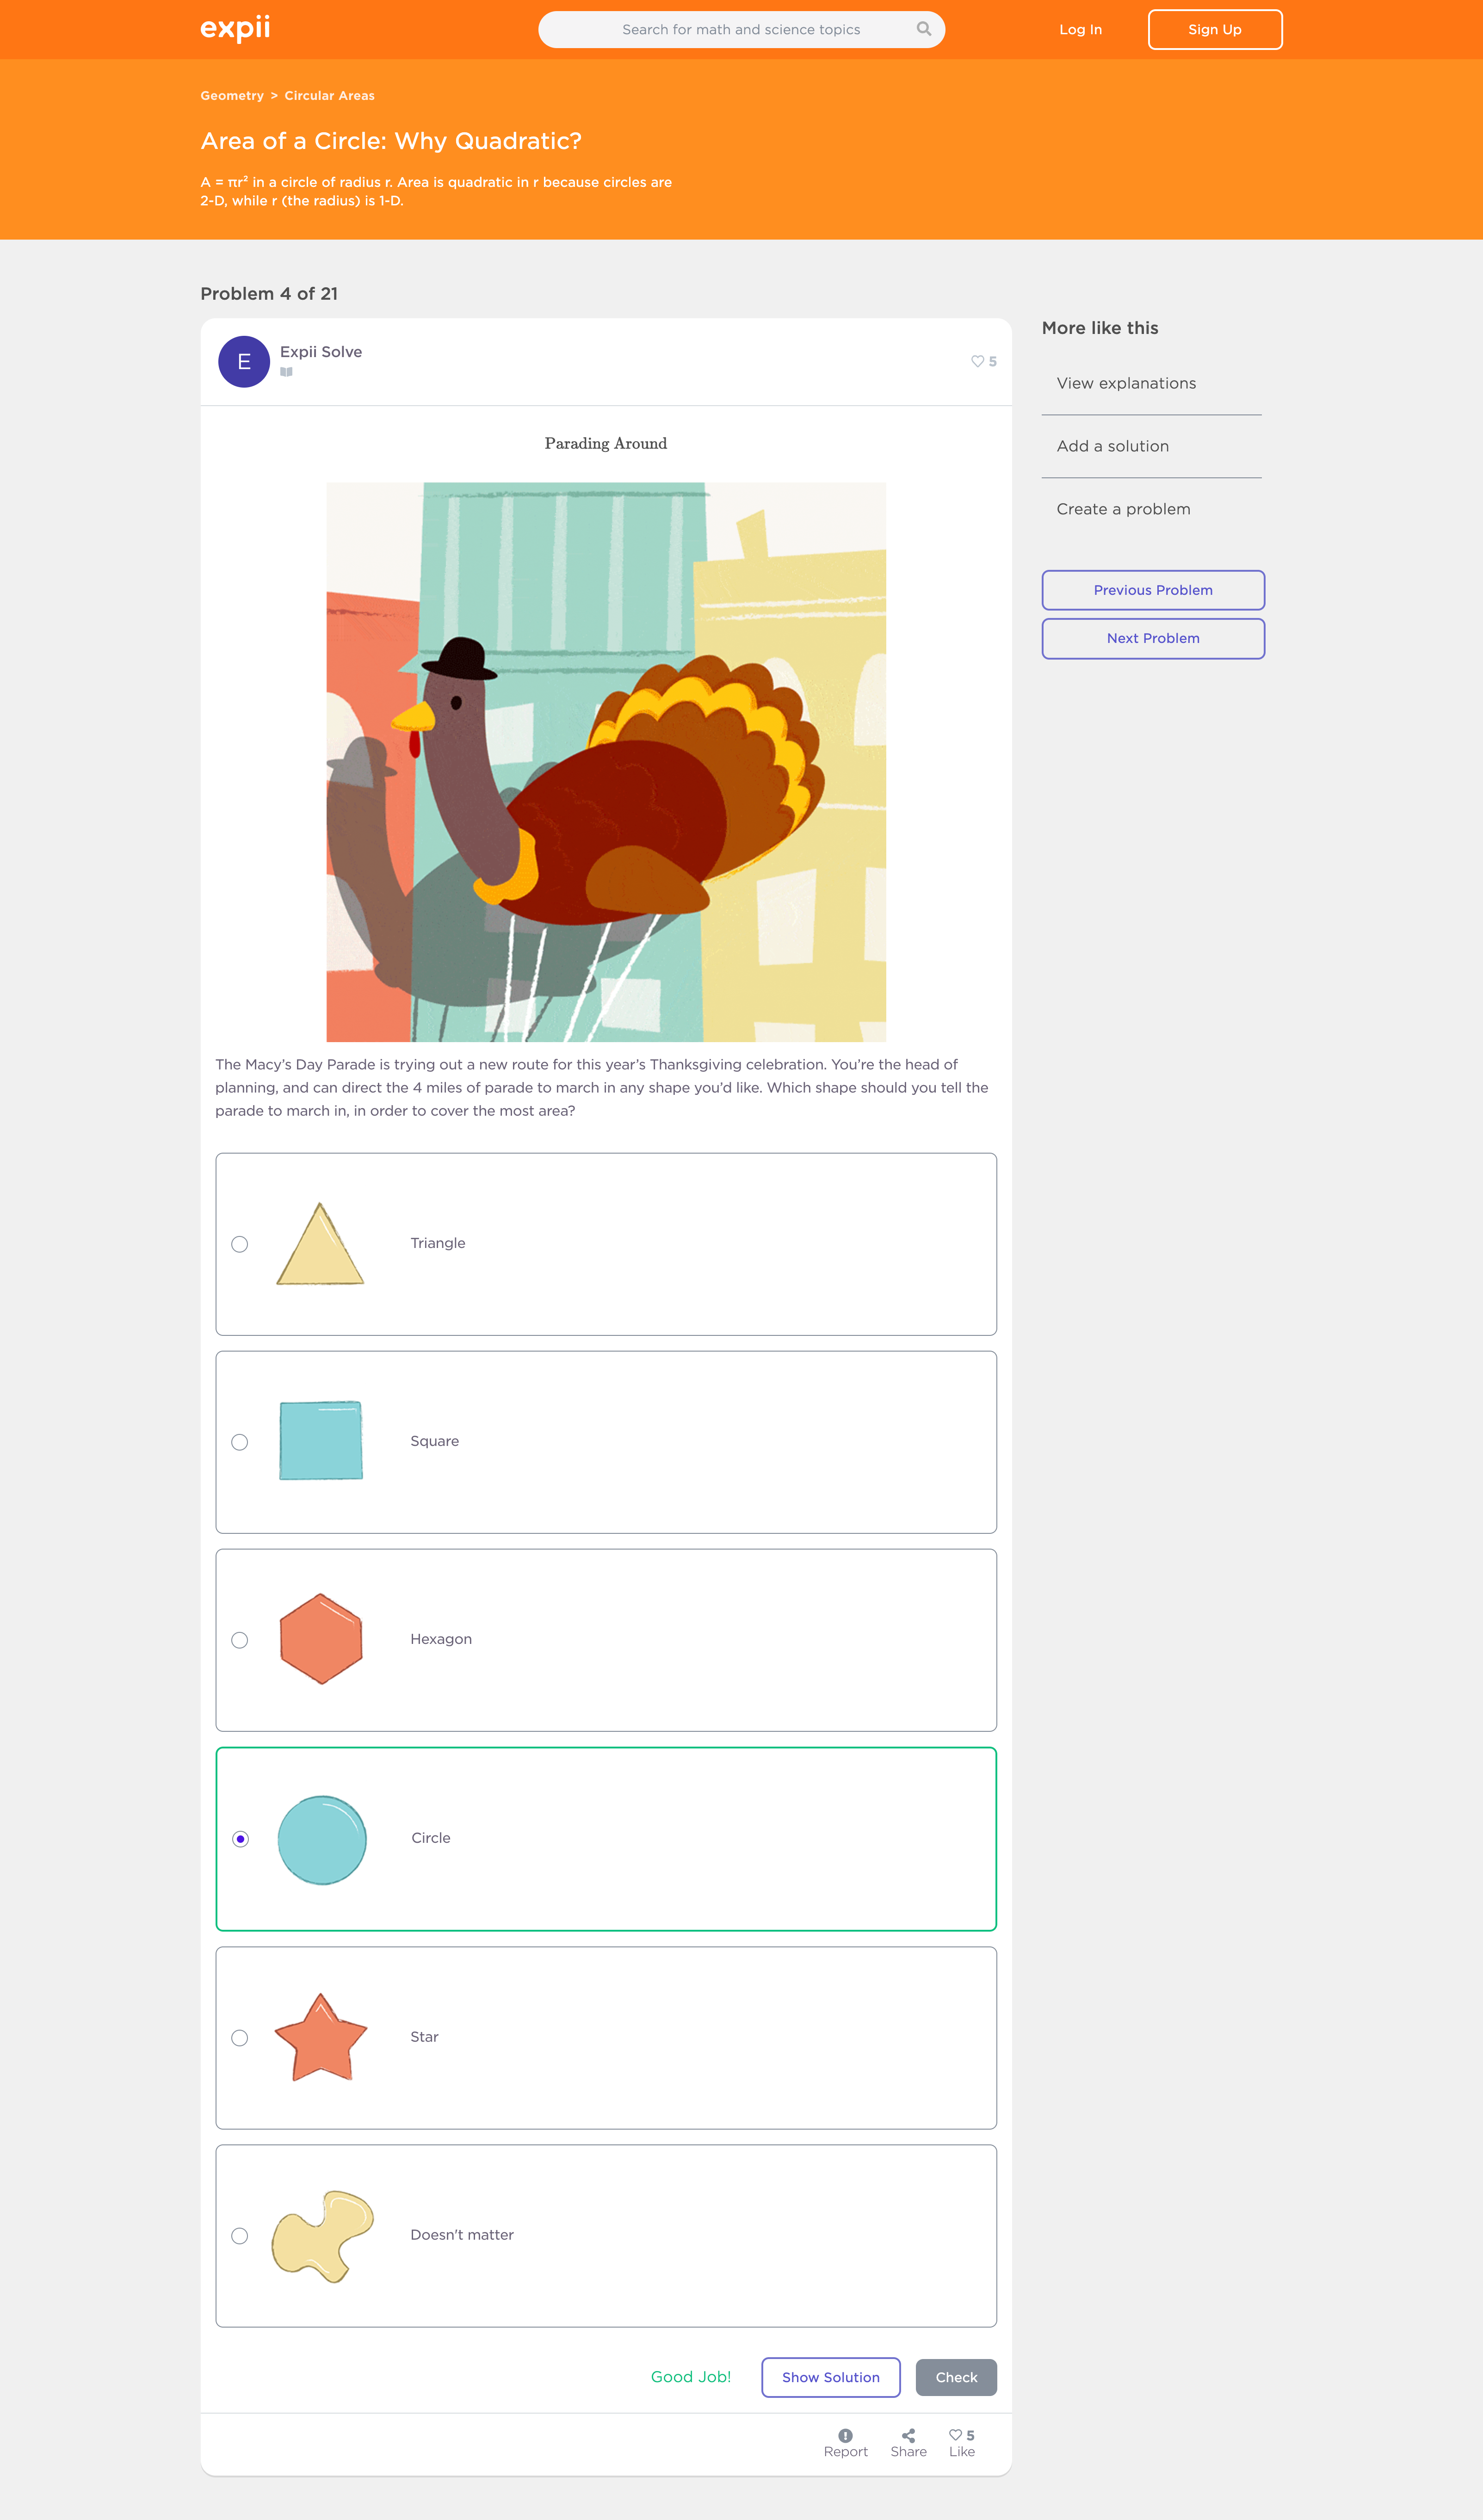 expii
Search for math and science topics
Log In
Sign Up
Geometry > Circular Areas
Area of a Circle: Why Quadratic?
A = πr² in a circle of radius r. Area is quadratic in r because circles are
2-D, while r (the radius) is 1-D.
Problem 4 of 21
E
Expii Solve
5
Parading Around
The Macy's Day Parade is trying out a new route for this year's Thanksgiving celebration. You're the head of
planning, and can direct the 4 miles of parade to march in any shape you'd like. Which shape should you tell the
parade to march in, in order to cover the most area?
Triangle
Square
Hexagon
Circle
Star
Doesn't matter
Good Job!
Show Solution
Check
Report
Share
5
Like
More like this
View explanations
Add a solution
Create a problem
Previous Problem
Next Problem